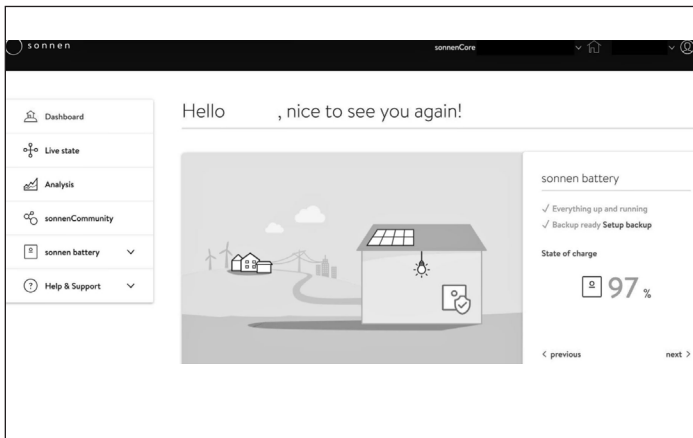 sonnen
sonnenCore
Dashboard
Live state
Analysis
sonnenCommunity
sonnen battery
Help & Support
Hello , nice to see you again!
sonnen battery
Everything up and running
Backup ready Setup backup
State of charge
97 %
previous
next